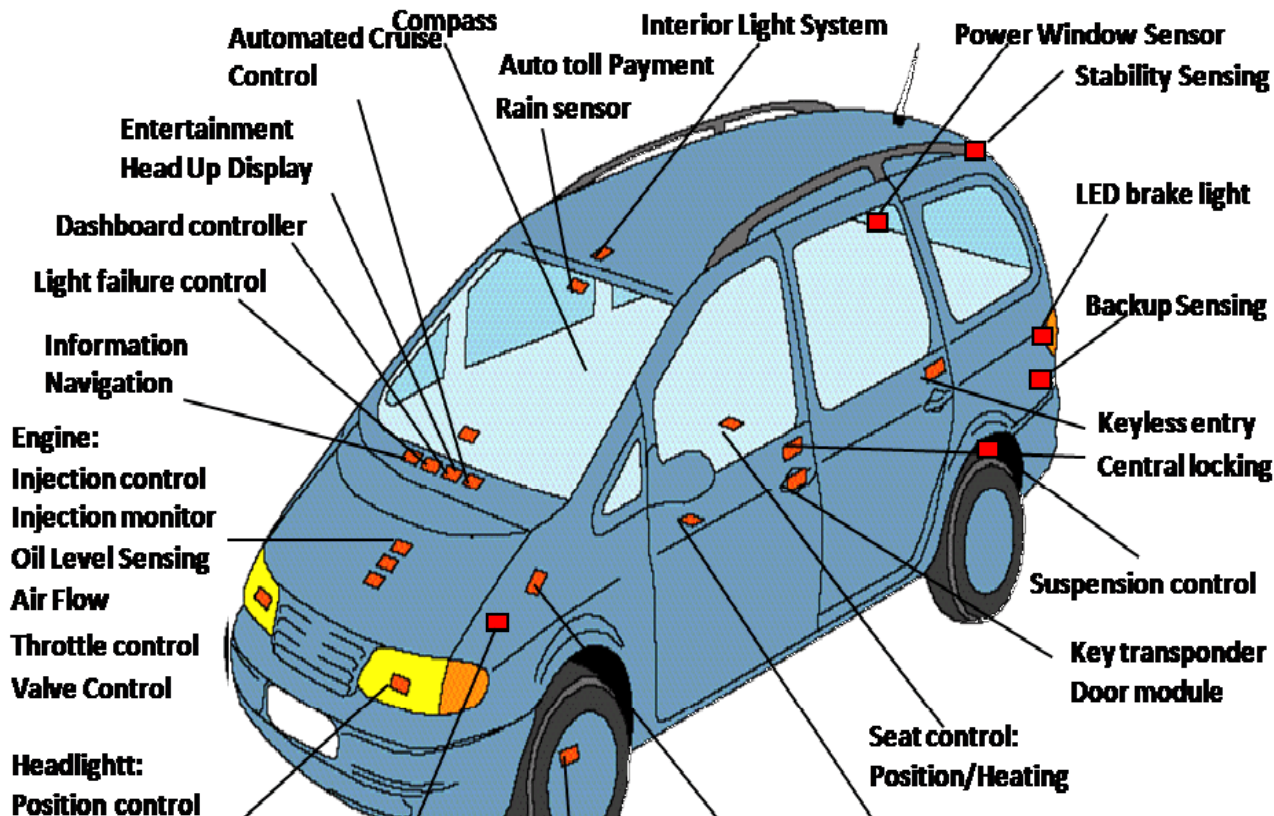 Compass
Automated Cruise
Control
Interior Light System
Power Window Sensor
Auto toll Payment
Rain sensor
Stability Sensing
Entertainment
Head Up Display
LED brake light
Dashboard controller
Light failure control
Backup Sensing
Information
Navigation
Keyless entry
Central locking
Engine:
Injection control
Injection monitor
Oil Level Sensing
Air Flow
Throttle control
Valve Control
Suspension control
Key transponder
Door module
Seat control:
Position/Heating
Headlightt:
Position control